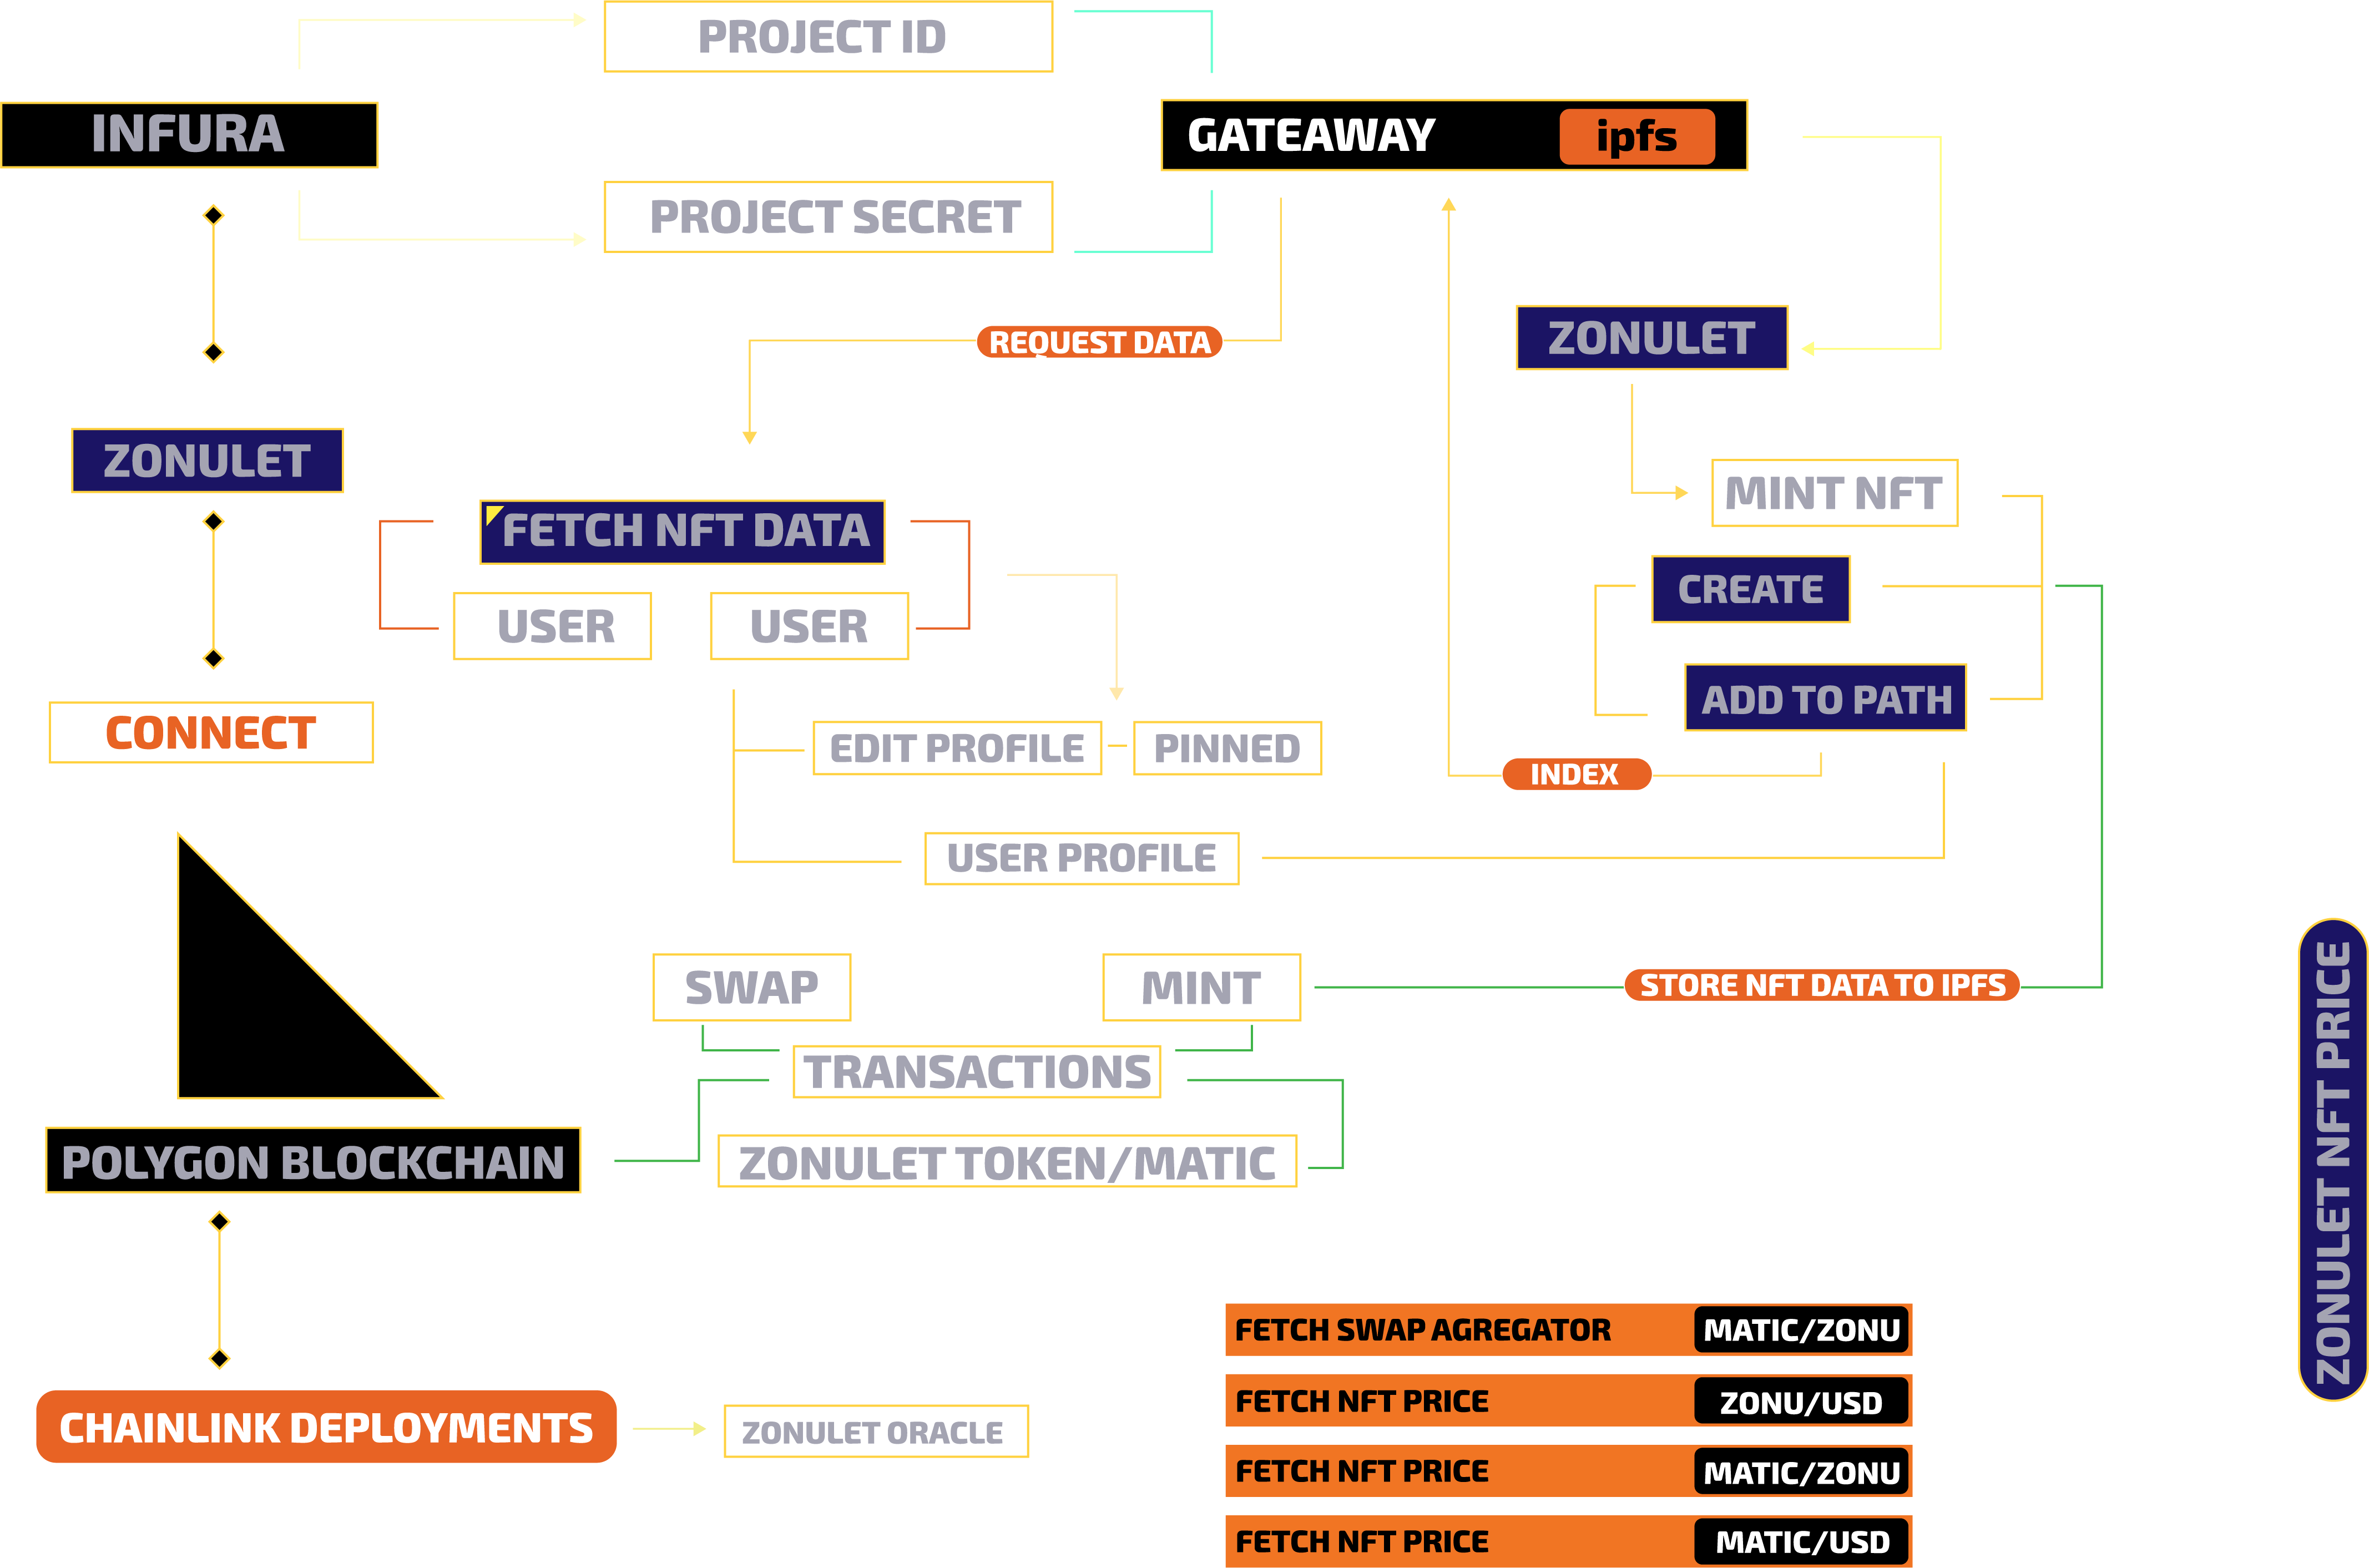 PROJECT ID
INFURA
GATEAWAY
ipfs
PROJECT SECRET
REQUEST DATA
ZONULET
ZONULET
MINT NFT
FETCH NFT DATA
CREATE
USER
USER
ADD TO PATH
CONNECT
EDIT PROFILE
PINNED
INDEX
USER PROFILE
SWAP
MINT
STORE NFT DATA TO IPFS
TRANSACTIONS
POLYGON BLOCKCHAIN
ZONULET TOKEN/MATIC
ZONULET NFT PRICE
FETCH SWAP AGREGATOR
MATIC/ZONU
FETCH NFT PRICE
ZONU/USD
CHAINLINK DEPLOYMENTS
ZONULET ORACLE
FETCH NFT PRICE
MATIC/ZONU
FETCH NFT PRICE
MATIC/USD